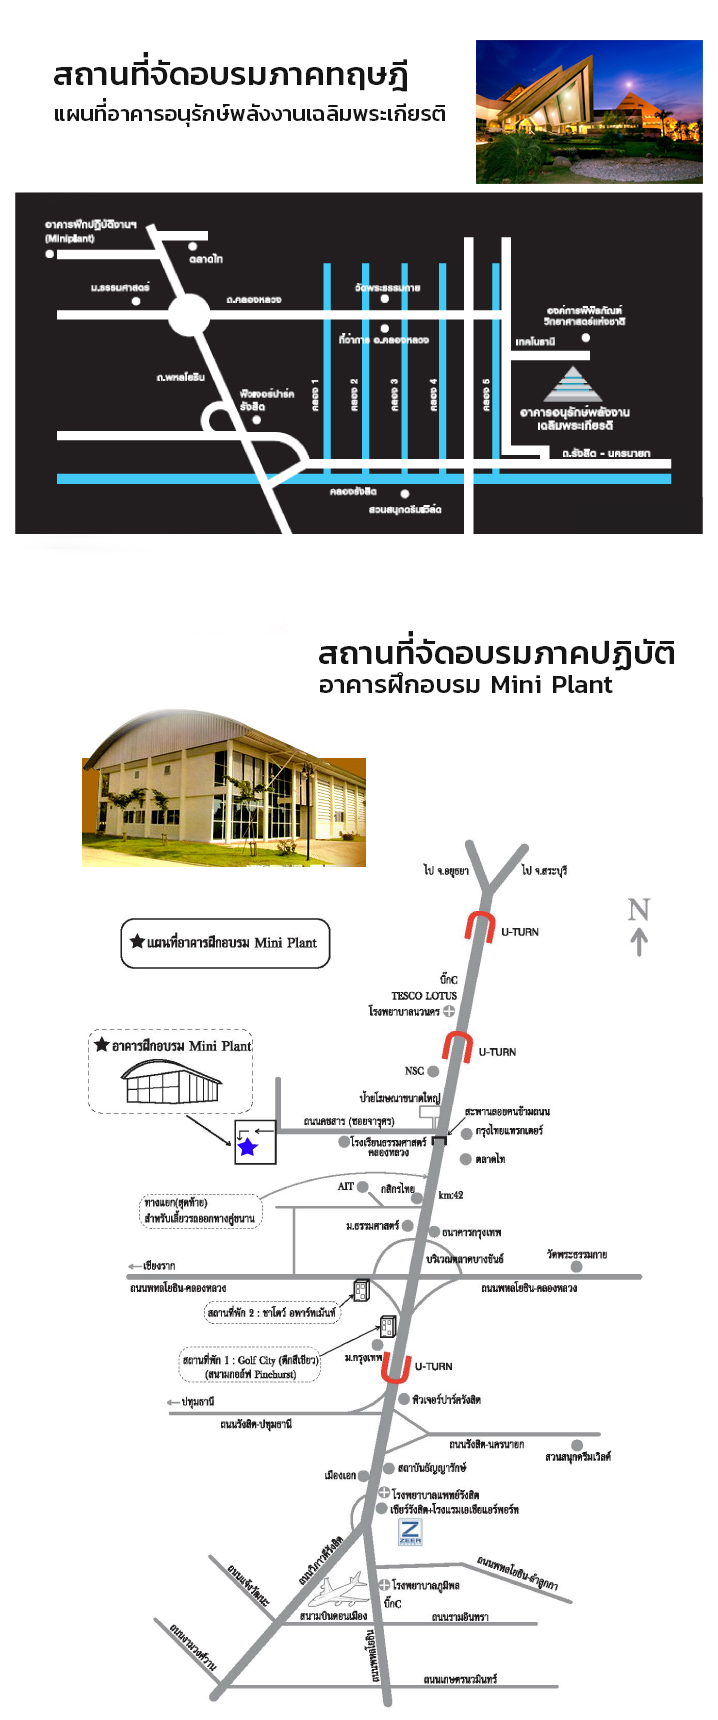 สถานที่จัดอบรมภาคทฤษฎี
แผนที่อาคารอนุรักษ์พลังงานเฉลิมพระเกียรติ
อาคารฝึกปฏิบัติงานฯ
(Miniplant)
ตลาดไท
ม.ธรรมศาสตร์
ถ.คลองหลวง
วัดพระธรรมกาย
ที่ว่าการ อ.คลองหลวง
องค์การพิพิธภัณฑ์
วิทยาศาสตร์แห่งชาติ
เทคโนธานี
ถ.พหลโยธิน
ฟิวเจอร์ปาร์ค
รังสิต
คลอง 1
คลอง 2
คลอง 3
คลอง 4
คลอง 5
อาคารอนุรักษ์พลังงาน
เฉลิมพระเกียรติ
ถ.รังสิต - นครนายก
คลองรังสิต
สวนสนุกดรีมเวิลด์
สถานที่จัดอบรมภาคปฏิบัติ
อาคารฝึกอบรม Mini Plant
ไป จ.อยุธยา
ไป จ.สระบุรี
N
U-TURN
แผนที่อาคารฝึกอบรม Mini Plant
บิ๊กC
TESCO LOTUS
โรงพยาบาลนวนคร
อาคารฝึกอบรม Mini Plant
U-TURN
NSC
ป้ายโฆษณาขนาดใหญ่
สะพานลอยคนข้ามถนน
ถนนคชสาร (ซอยจารุศร)
กรุงไทยแทรกเตอร์
โรงเรียนธรรมศาสตร์
คลองหลวง
ตลาดไท
AIT
กสิกรไทย
km:42
ทางแยก(สุดท้าย)
สำหรับเลี้ยวรถออกทางคู่ขนาน
ม.ธรรมศาสตร์
ธนาคารกรุงเทพ
บริเวณตลาดบางขันธ์
วัดพระธรรมกาย
เชียงราก
ถนนพหลโยธิน-คลองหลวง
ถนนพหลโยธิน-คลองหลวง
สถานที่พัก 2 : ชาโตว์ อพาร์ทเม้นท์
สถานที่พัก 1 : Golf City (ตึกสีเขียว)
(สนามกอล์ฟ Pinehurst)
ม.กรุงเทพ
U-TURN
ปทุมธานี
ฟิวเจอร์ปาร์ครังสิต
ถนนรังสิต-ปทุมธานี
ถนนรังสิต-นครนายก
สวนสนุกดรีมเวิลด์
สถาบันธัญญารักษ์
เมืองเอก
โรงพยาบาลแพทย์รังสิต
เซียร์รังสิต+โรงแรมเอเชียแอร์พอร์ท
ZEER
ถนนวิภาวดีรังสิต
ถนนแจ้งวัฒนะ
ถนนพหลโยธิน-ลำลูกกา
โรงพยาบาลภูมิพล
บิ๊กC
สนามบินดอนเมือง
ถนนรามอินทรา
ถนนงามวงศ์วาน
ถนนพหลโยธิน
ถนนเกษตรนวมินทร์